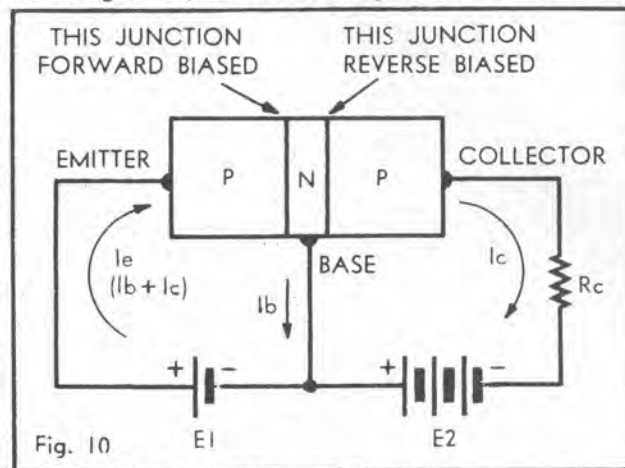 THIS JUNCTION
FORWARD BIASED
THIS JUNCTION
REVERSE BIASED
EMITTER
P
N
P
COLLECTOR
Ie
(Ib + Ic)
Ib
BASE
Ic
Rc
+
-
+
-
Fig. 10
E1
E2